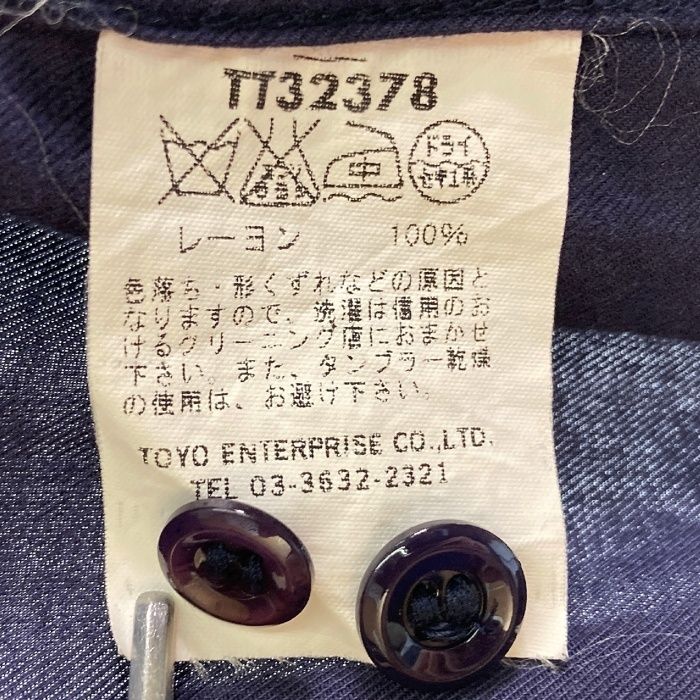 TT32378
中 ドライ
セキユ系
レーヨン 100%
色落ち・形くずれなどの原因と
なりますので、洗濯は信用のお
けるクリーニング店におまかせ
下さい。また、タンブラー乾燥
の使用は、お避け下さい。
TOYO ENTERPRISE CO.,LTD.
TEL 03-3632-2321